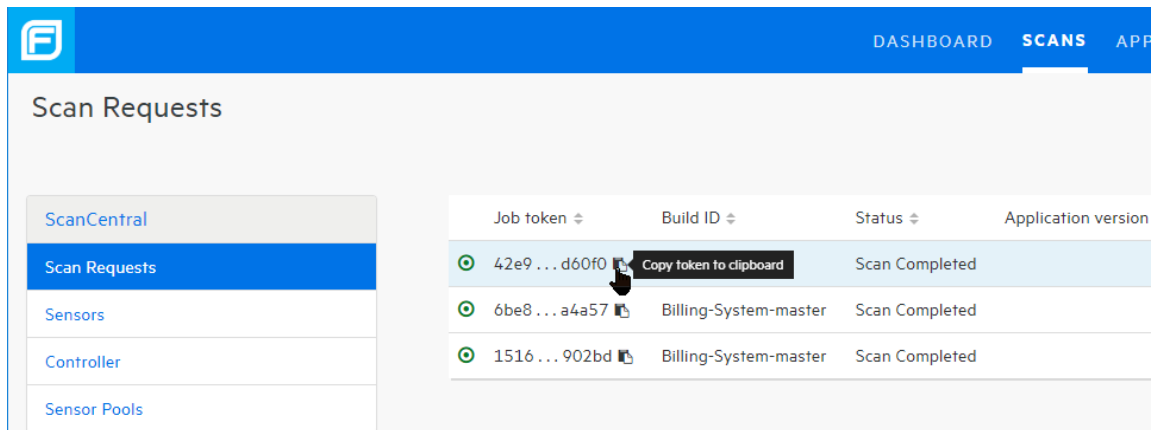 F
DASHBOARD SCANS APP
Scan Requests
ScanCentral
Scan Requests
Sensors
Controller
Sensor Pools
Job token Build ID Status Application version
42e9...d60f0 Copy token to clipboard Scan Completed
6be8...a4a57 Billing-System-master Scan Completed
1516...902bd Billing-System-master Scan Completed